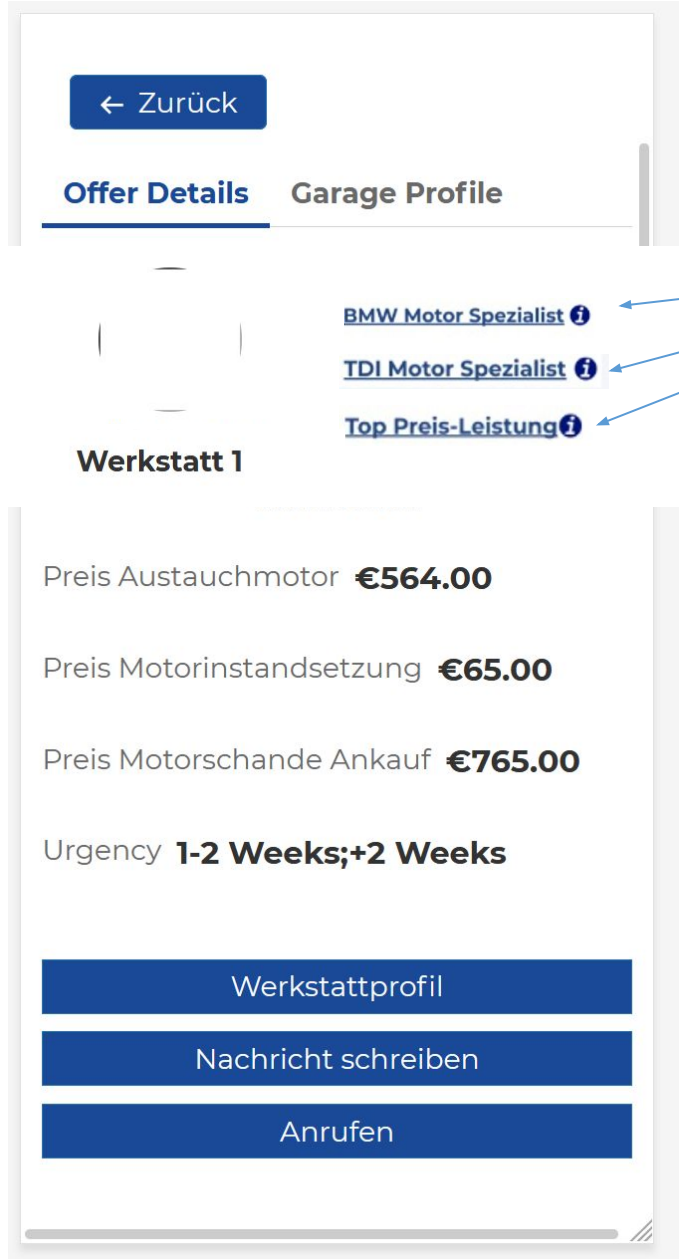 ← Zurück
Offer Details Garage Profile
BMW Motor Spezialist
TDI Motor Spezialist
Top Preis-Leistung
Werkstatt 1
Preis Austauchmotor €564.00
Preis Motorinstandsetzung €65.00
Preis Motorschande Ankauf €765.00
Urgency 1-2 Weeks;+2 Weeks
Werkstattprofil
Nachricht schreiben
Anrufen